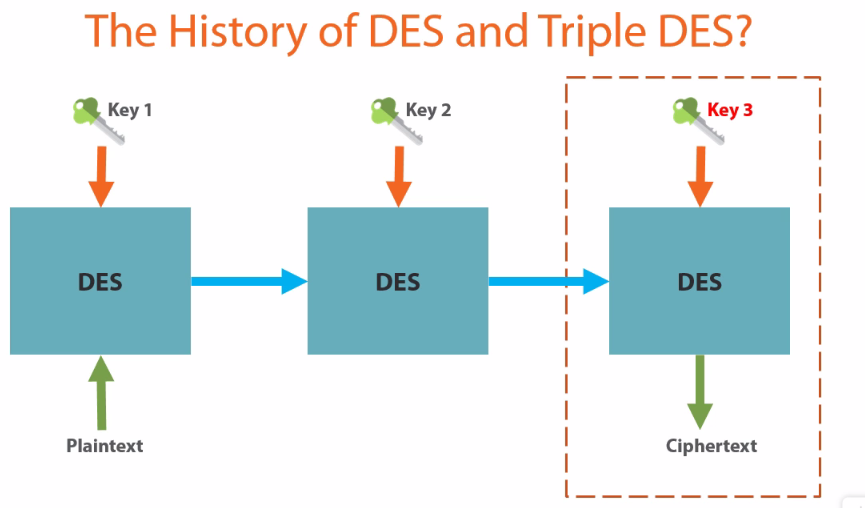 The History of DES and Triple DES?
Key 1
Key 2
Key 3
DES
DES
DES
Plaintext
Ciphertext